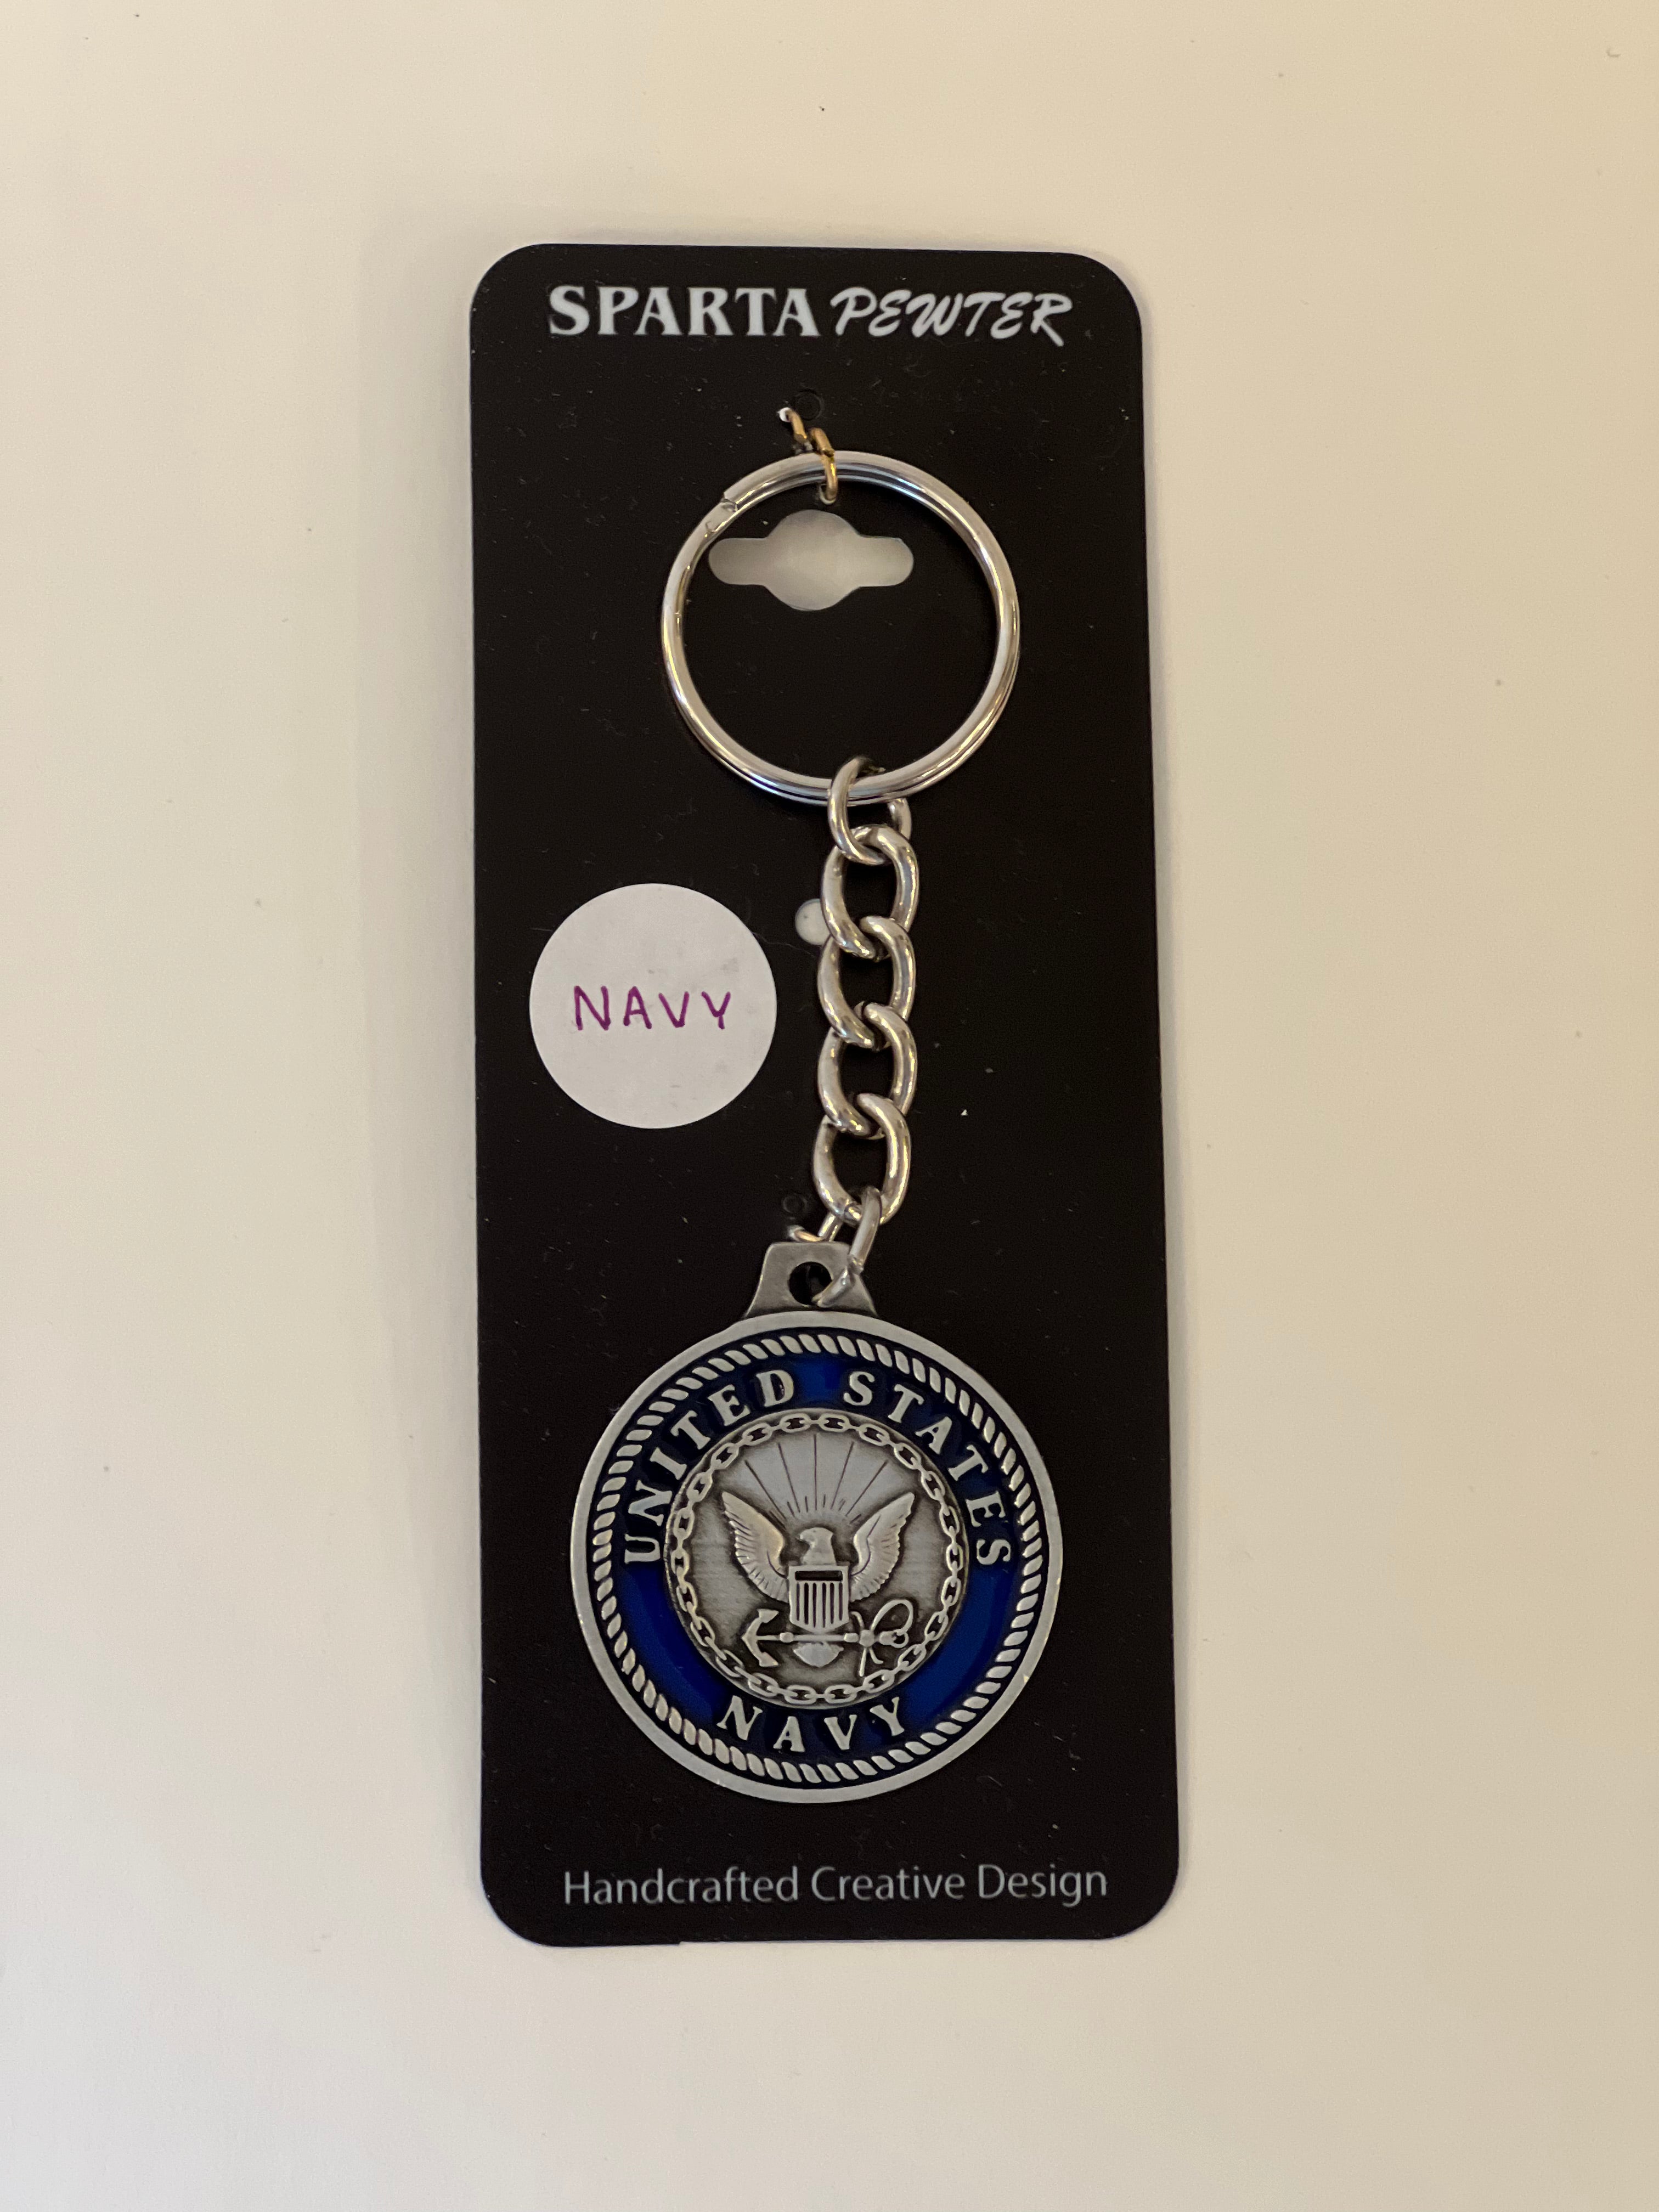 SPARTA PEWTER
NAVY
UNITED STATES
NAVY
Handcrafted Creative Design